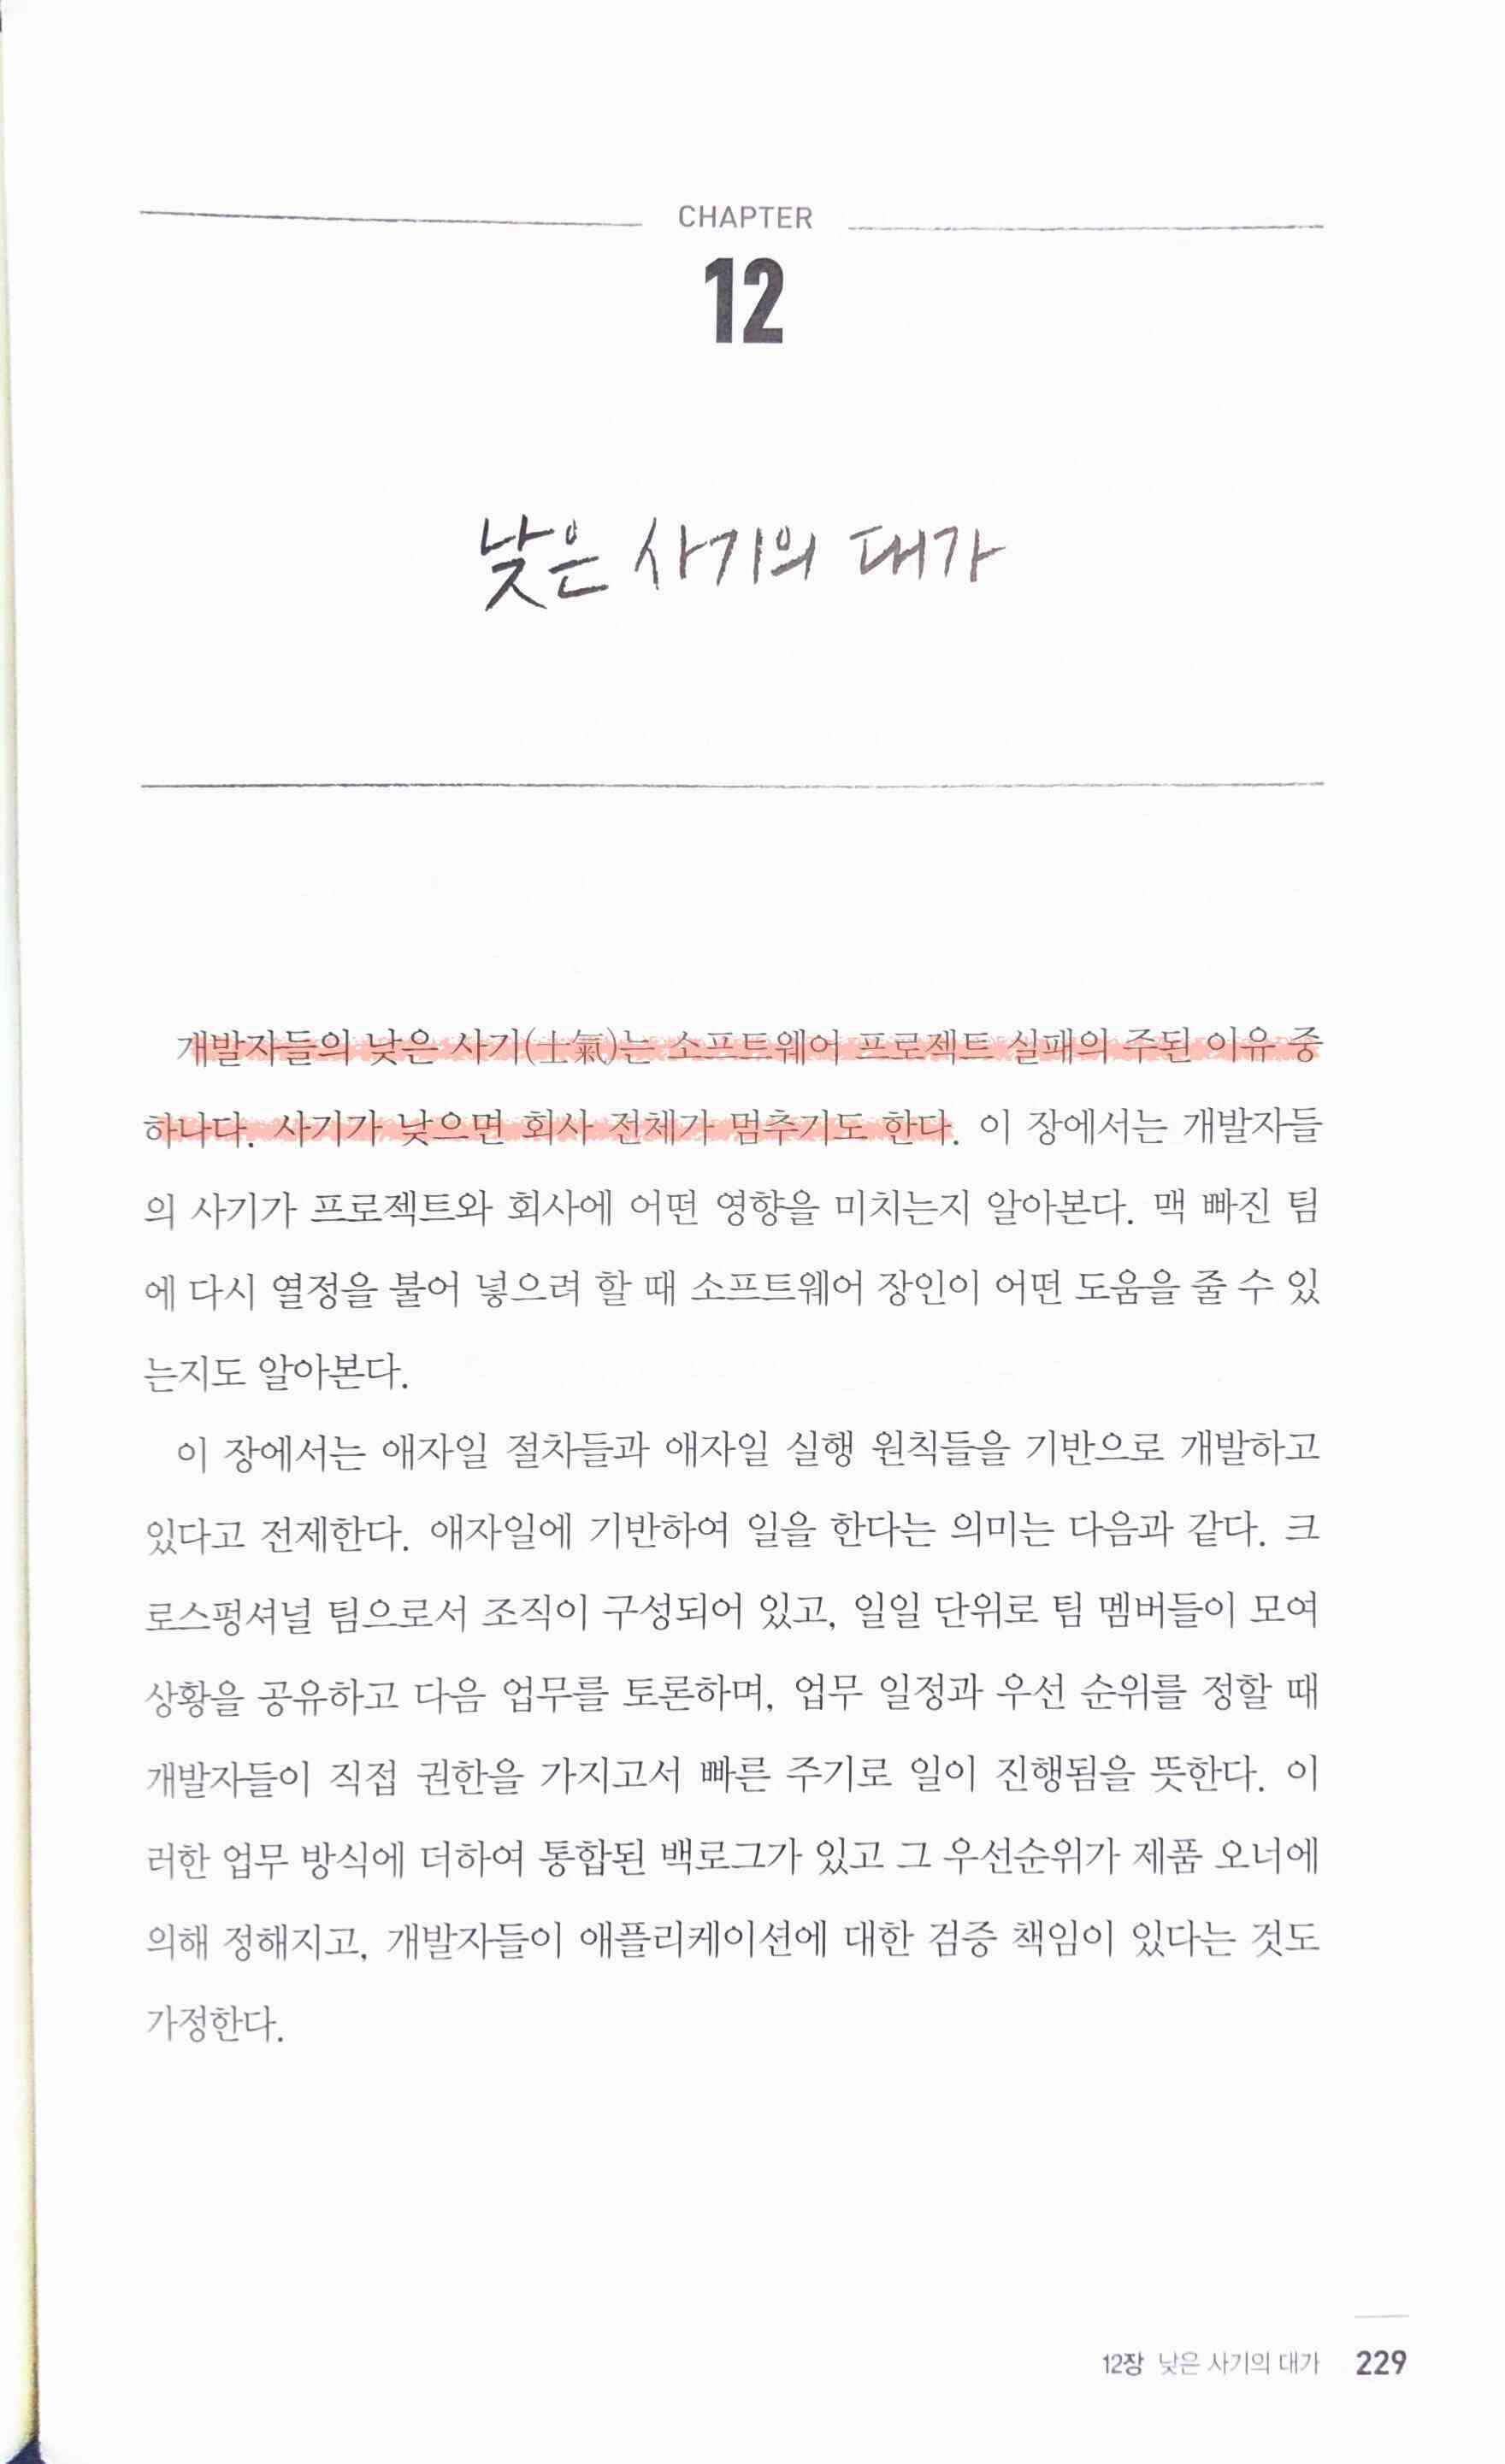 CHAPTER
12
낮은 사기의 대가
개발자들의 낮은 사기(士氣)는 소프트웨어 프로젝트 실패의 주된 이유 중
하나다. 사기가 낮으면 회사 전체가 멈추기도 한다. 이 장에서는 개발자들
의 사기가 프로젝트와 회사에 어떤 영향을 미치는지 알아본다. 맥 빠진 팀
에 다시 열정을 불어 넣으려 할 때 소프트웨어 장인이 어떤 도움을 줄 수 있
는지도 알아본다.
이 장에서는 애자일 절차들과 애자일 실행 원칙들을 기반으로 개발하고
있다고 전제한다. 애자일에 기반하여 일을 한다는 의미는 다음과 같다. 크
로스펑셔널 팀으로서 조직이 구성되어 있고, 일일 단위로 팀 멤버들이 모여
상황을 공유하고 다음 업무를 토론하며, 업무 일정과 우선 순위를 정할 때
개발자들이 직접 권한을 가지고서 빠른 주기로 일이 진행됨을 뜻한다. 이
러한 업무 방식에 더하여 통합된 백로그가 있고 그 우선순위가 제품 오너에
의해 정해지고, 개발자들이 애플리케이션에 대한 검증 책임이 있다는 것도
가정한다.
12장 낮은 사기의 대가 229